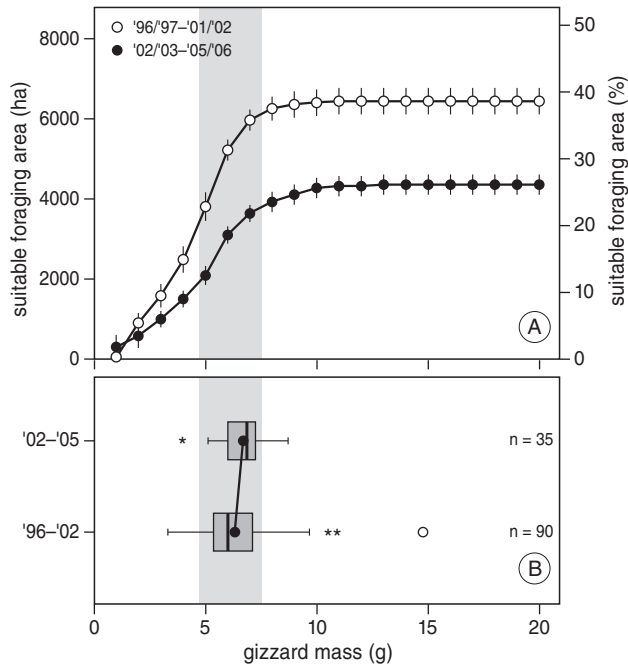 '96/'97–'01/'02
'02/'03–'05/'06
suitable foraging area (ha)
8000
6000
4000
2000
0
suitable foraging area (%)
50
40
30
20
10
0
A
'02–'05
*
n = 35
'96–'02
**
n = 90
B
0 5 10 15 20
gizzard mass (g)